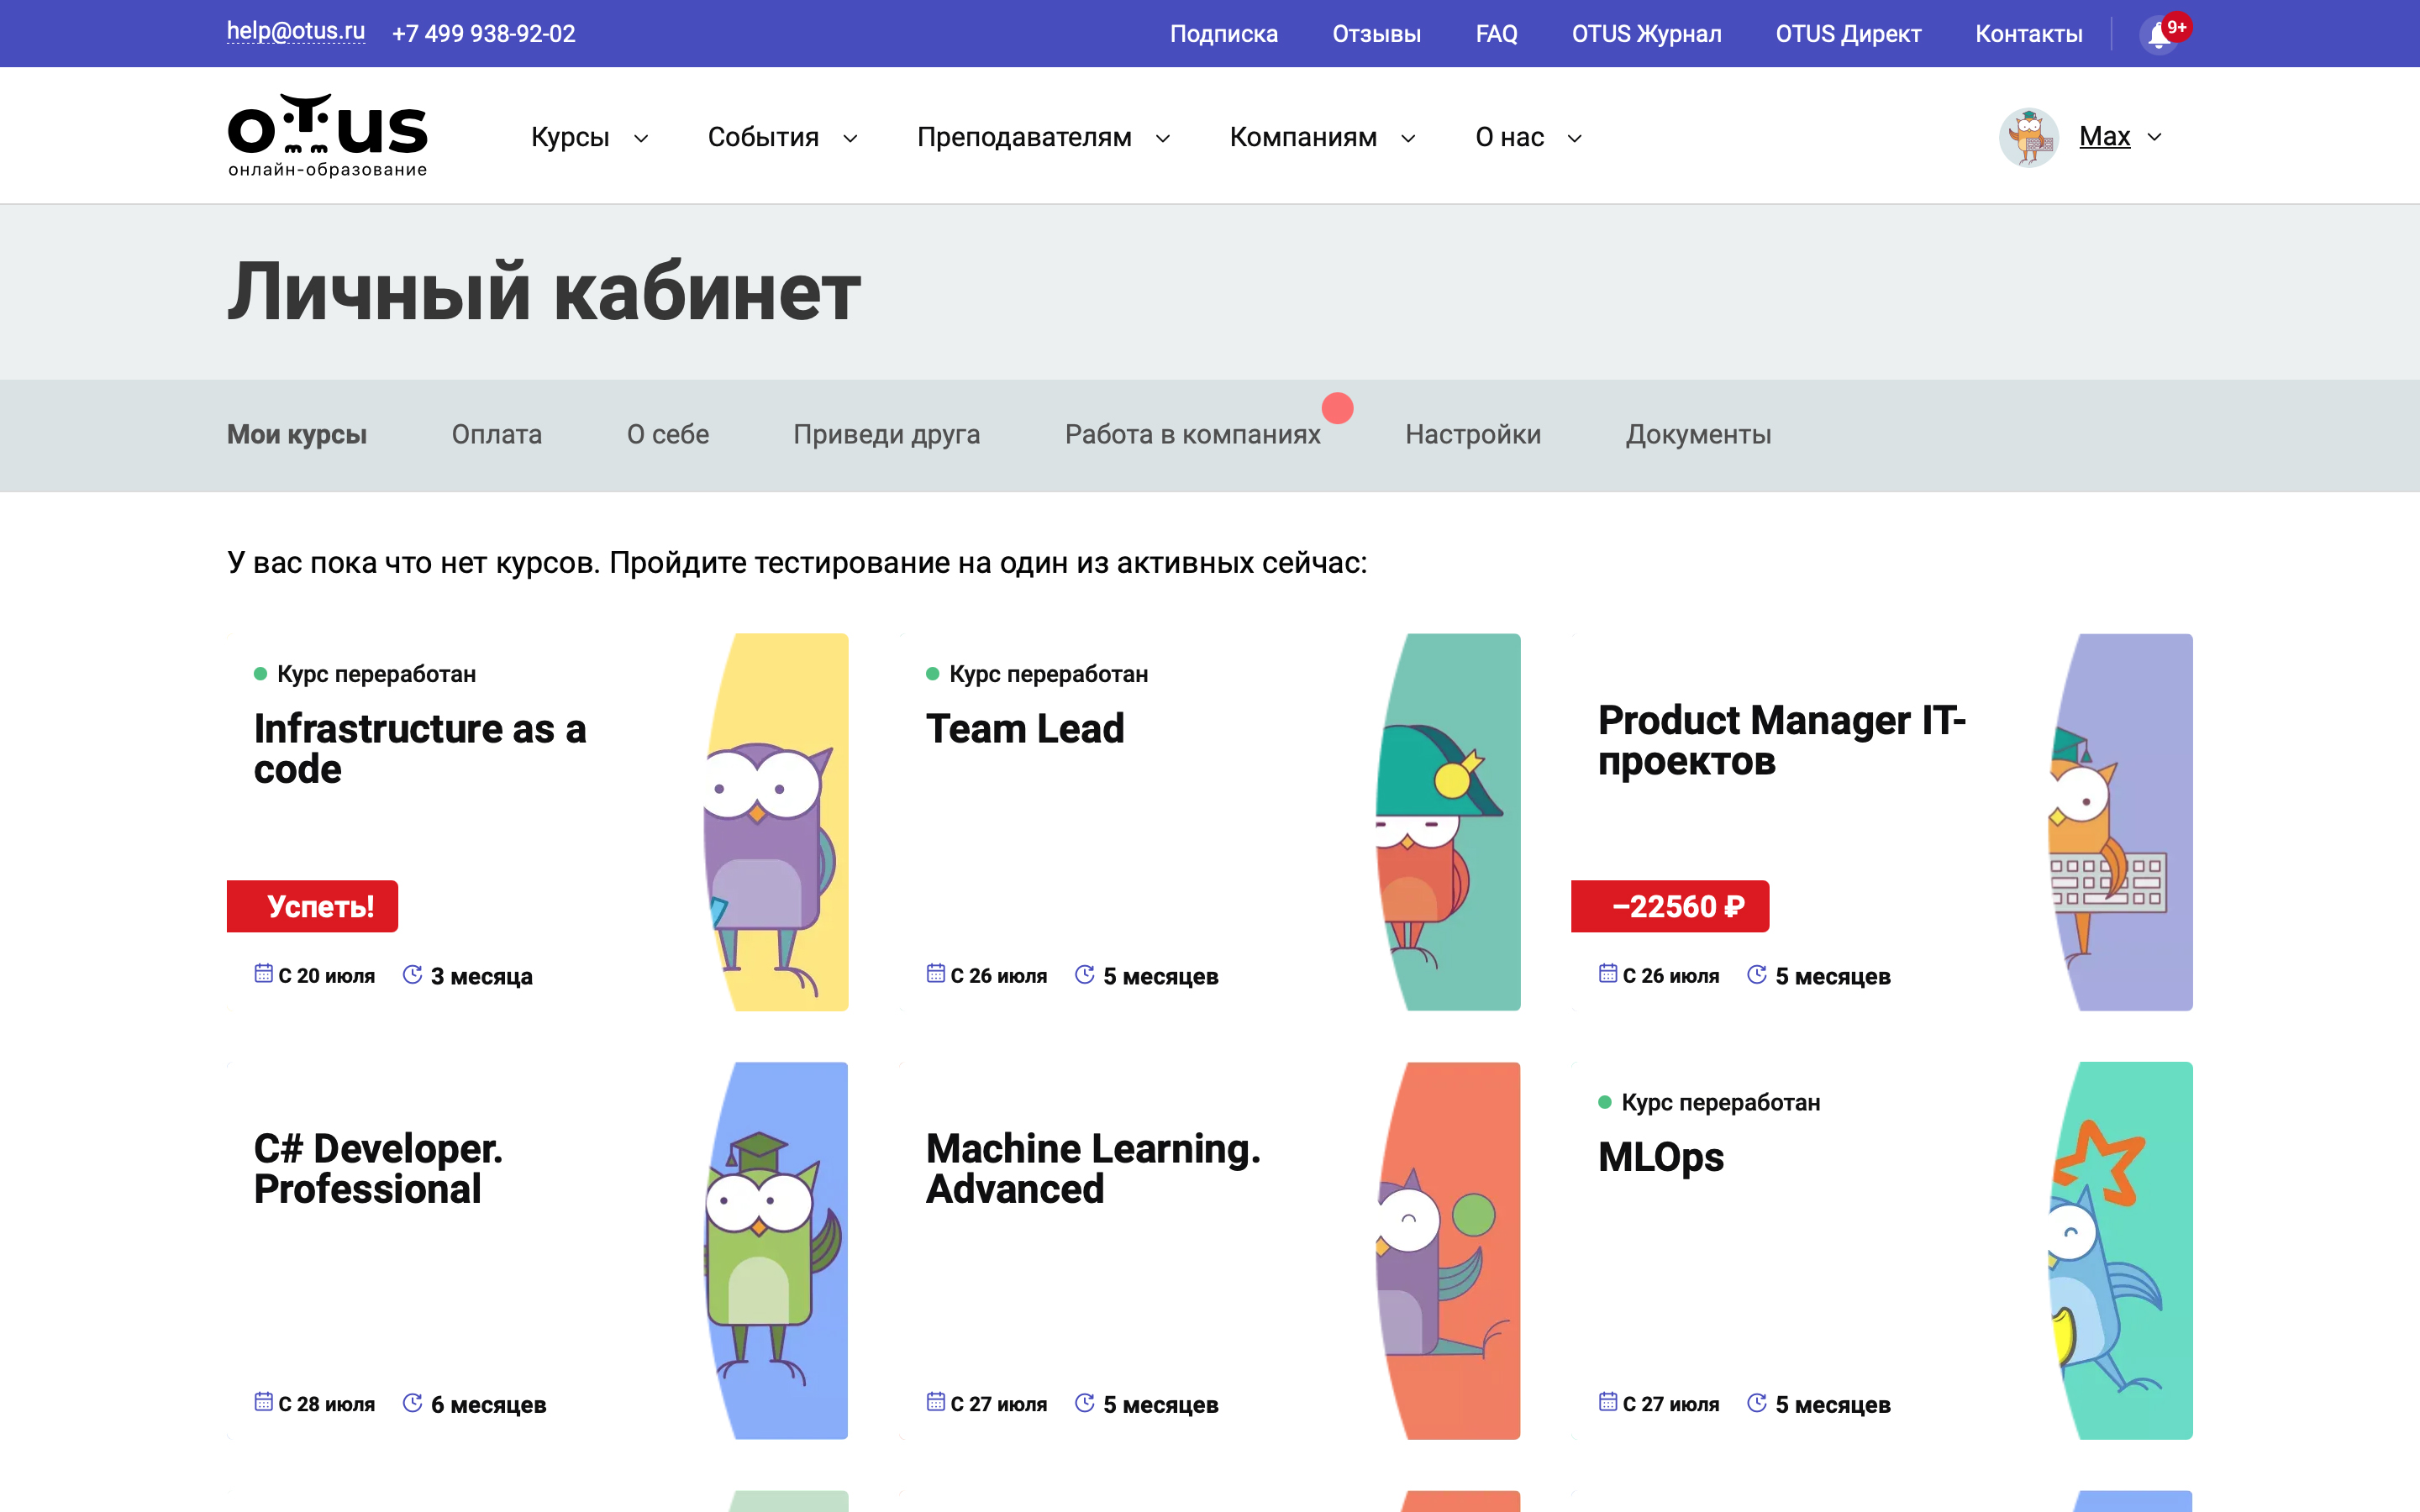 help@otus.ru +7 499 938-92-02 Подписка Отзывы FAQ OTUS Журнал OTUS Директ Контакты 9+
oTus
онлайн-образование
Курсы События Преподавателям Компаниям О нас Max
Личный кабинет
Мои курсы Оплата О себе Приведи друга Работа в компаниях Настройки Документы
У вас пока что нет курсов. Пройдите тестирование на один из активных сейчас:
Курс переработан
Infrastructure as a
code
Успеть!
С 20 июля 3 месяца
Курс переработан
Team Lead
С 26 июля 5 месяцев
Product Manager IT-
проектов
−22560 ₽
С 26 июля 5 месяцев
C# Developer.
Professional
С 28 июля 6 месяцев
Machine Learning.
Advanced
С 27 июля 5 месяцев
Курс переработан
MLOps
С 27 июля 5 месяцев